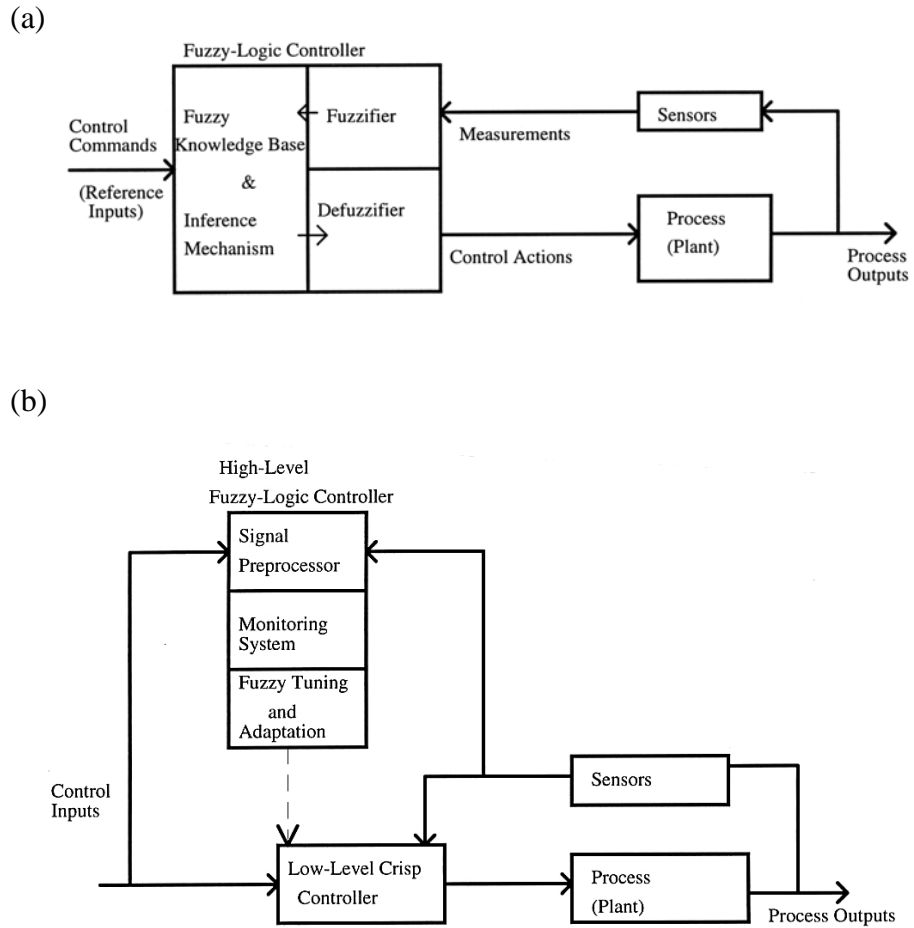 (a)
Fuzzy-Logic Controller
Control
Commands
(Reference
Inputs)
Fuzzy
Knowledge Base
&
Inference
Mechanism
Fuzzifier
Defuzzifier
Measurements
Sensors
Control Actions
Process
(Plant)
Process
Outputs
(b)
High-Level
Fuzzy-Logic Controller
Signal
Preprocessor
Monitoring
System
Fuzzy Tuning
and
Adaptation
Control
Inputs
Low-Level Crisp
Controller
Sensors
Process
(Plant)
Process Outputs